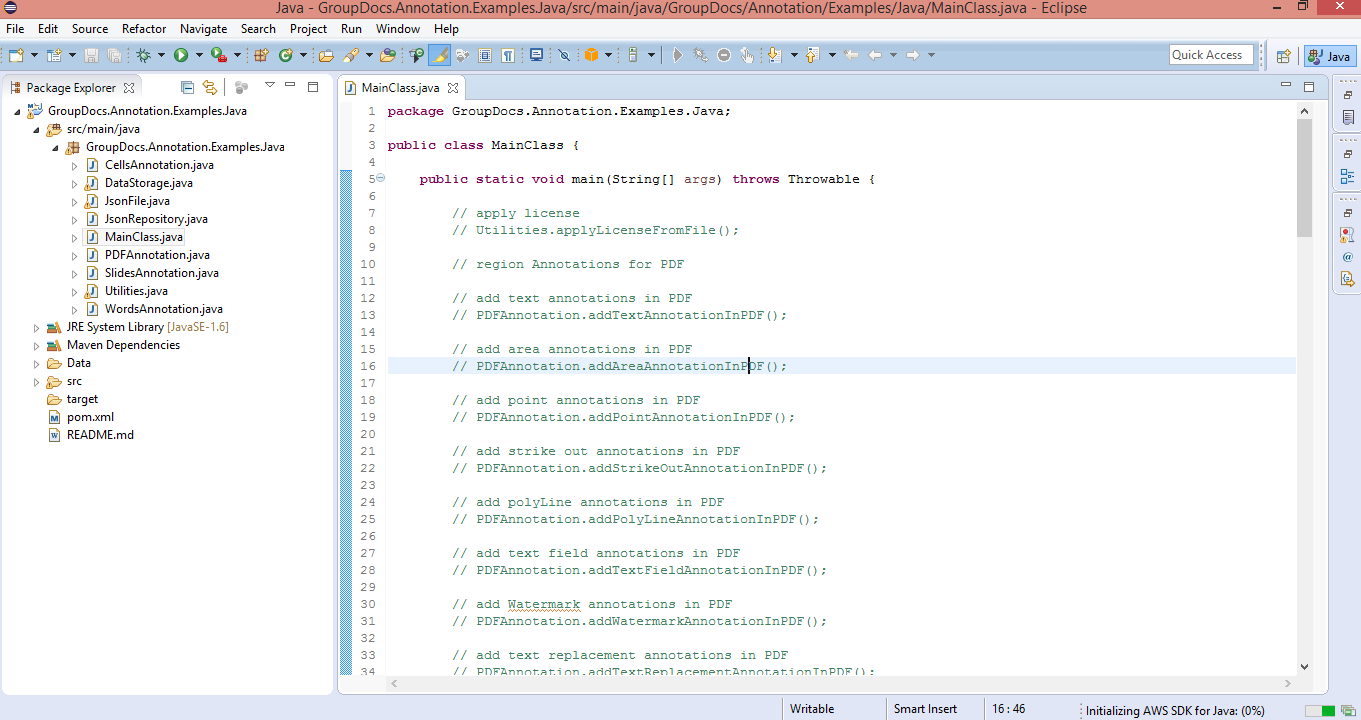 Java - GroupDocs.Annotation.Examples.Java/src/main/java/GroupDocs/Annotation/Examples/Java/MainClass.java - Eclipse
File Edit Source Refactor Navigate Search Project Run Window Help
Quick Access
Java
Package Explorer
GroupDocs.Annotation.Examples.Java
src/main/java
GroupDocs.Annotation.Examples.Java
CellsAnnotation.java
DataStorage.java
JsonFile.java
JsonRepository.java
MainClass.java
PDFAnnotation.java
SlidesAnnotation.java
Utilities.java
WordsAnnotation.java
JRE System Library [JavaSE-1.6]
Maven Dependencies
Data
src
target
pom.xml
README.md
MainClass.java
1 package GroupDocs.Annotation.Examples.Java;
2
3 public class MainClass {
4
5 public static void main(String[] args) throws Throwable {
6
7 // apply license
8 // Utilities.applyLicenseFromFile();
9
10 // region Annotations for PDF
11
12 // add text annotations in PDF
13 // PDFAnnotation.addTextAnnotationInPDF();
14
15 // add area annotations in PDF
16 // PDFAnnotation.addAreaAnnotationInPDF();
17
18 // add point annotations in PDF
19 // PDFAnnotation.addPointAnnotationInPDF();
20
21 // add strike out annotations in PDF
22 // PDFAnnotation.addStrikeOutAnnotationInPDF();
23
24 // add polyLine annotations in PDF
25 // PDFAnnotation.addPolyLineAnnotationInPDF();
26
27 // add text field annotations in PDF
28 // PDFAnnotation.addTextFieldAnnotationInPDF();
29
30 // add Watermark annotations in PDF
31 // PDFAnnotation.addWatermarkAnnotationInPDF();
32
33 // add text replacement annotations in PDF
34 // PDFAnnotation.addTextReplacementAnnotationInPDF();
Writable Smart Insert 16 : 46 Initializing AWS SDK for Java: (0%)